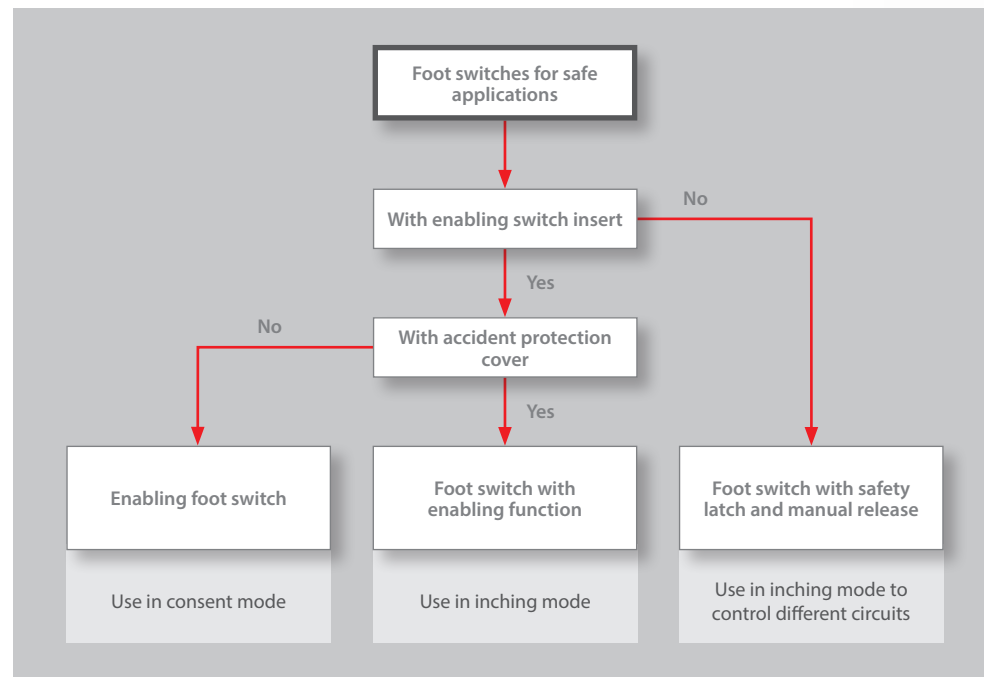 Foot switches for safe
applications
With enabling switch insert
No
Yes
No
With accident protection
cover
Yes
Enabling foot switch
Foot switch with
enabling function
Foot switch with safety
latch and manual release
Use in consent mode
Use in inching mode
Use in inching mode to
control different circuits